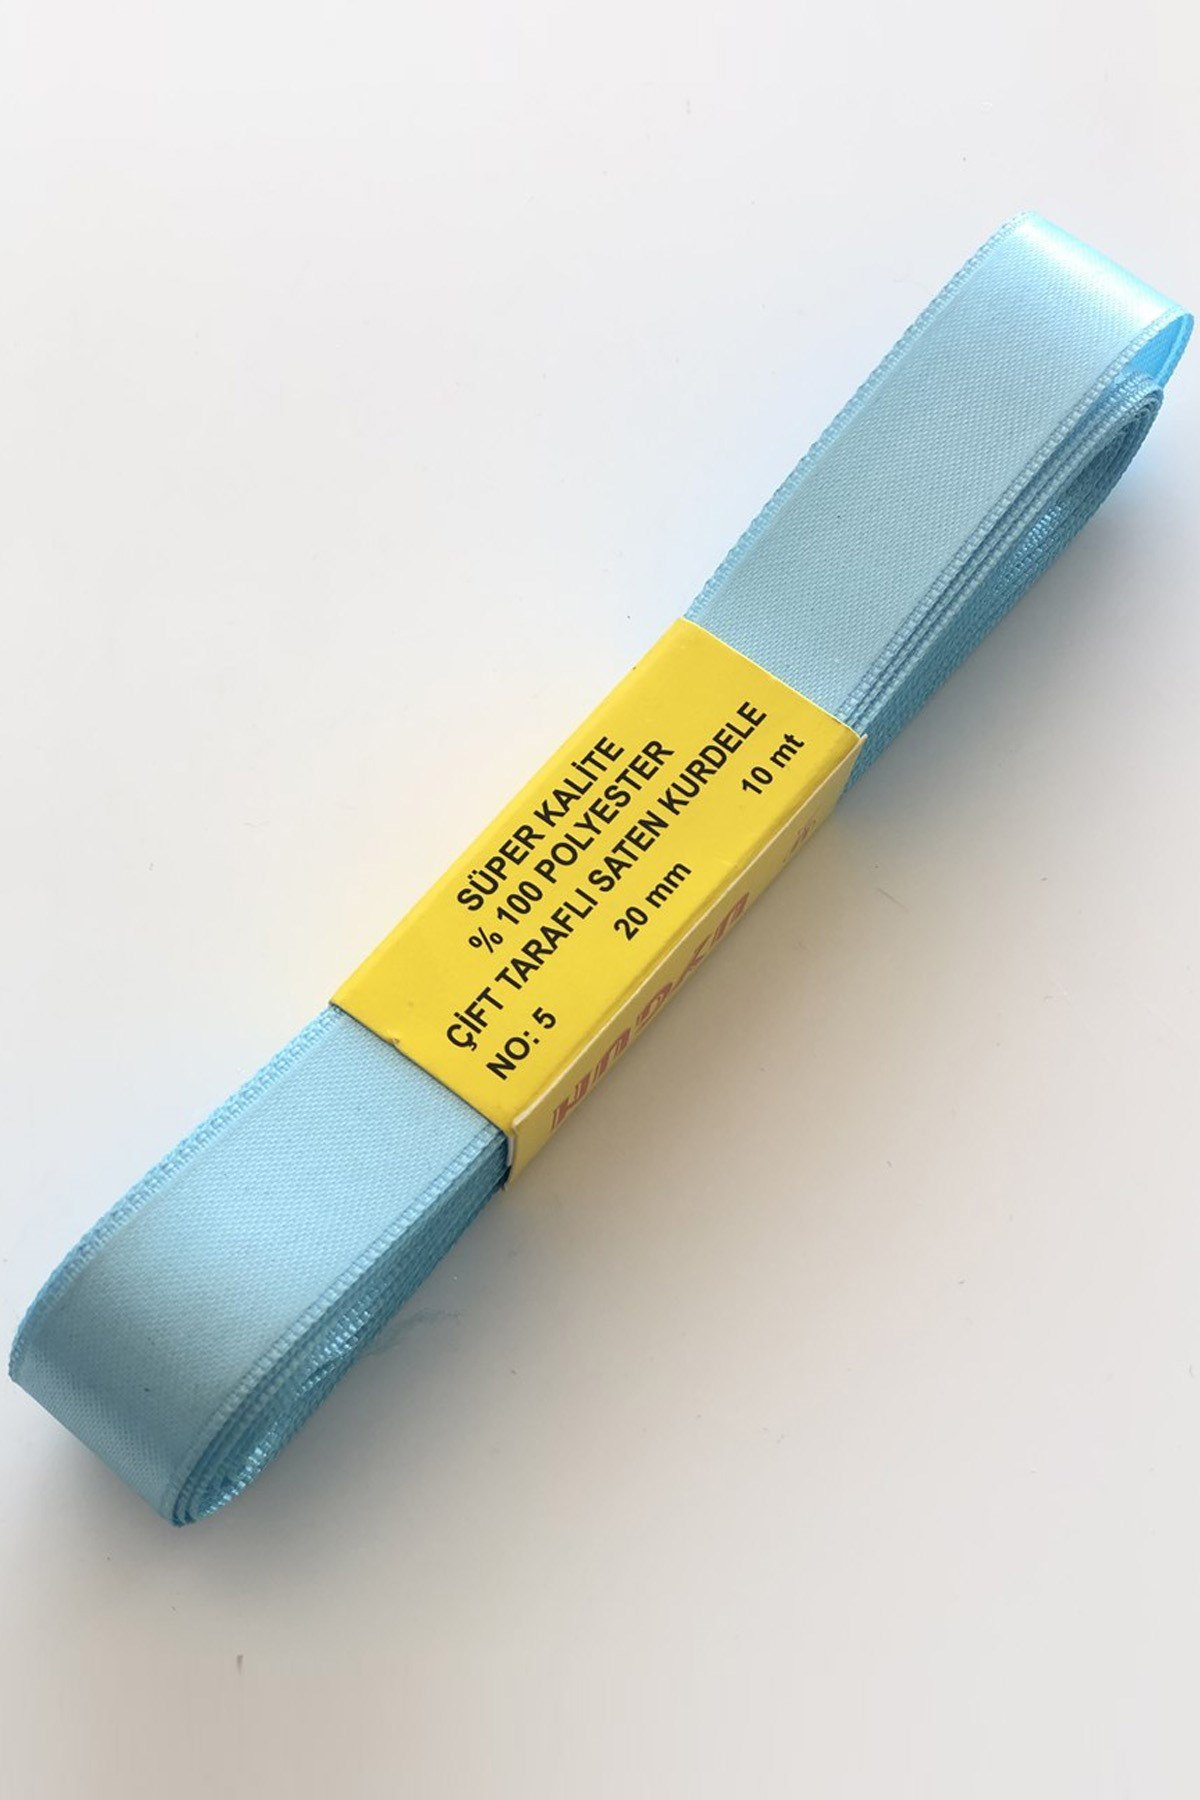 SÜPER KALİTE
% 100 POLYESTER
ÇİFT TARAFLI SATEN KURDELE
NO: 5 20 mm 10 mt